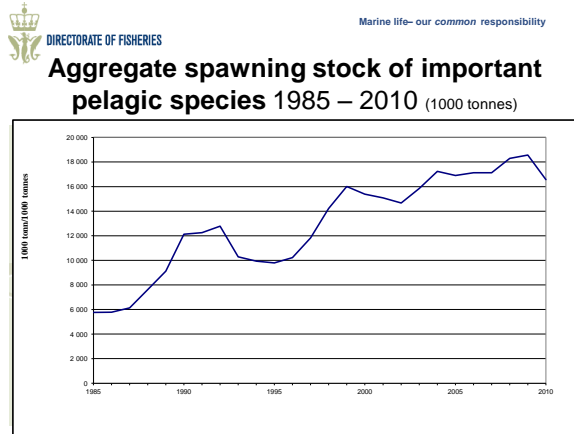 Marine life– our common responsibility
DIRECTORATE OF FISHERIES
Aggregate spawning stock of important
pelagic species 1985 – 2010 (1000 tonnes)
1000 tonn/1000 tonnes
20 000
18 000
16 000
14 000
12 000
10 000
8 000
6 000
4 000
2 000
0
1985 1990 1995 2000 2005 2010